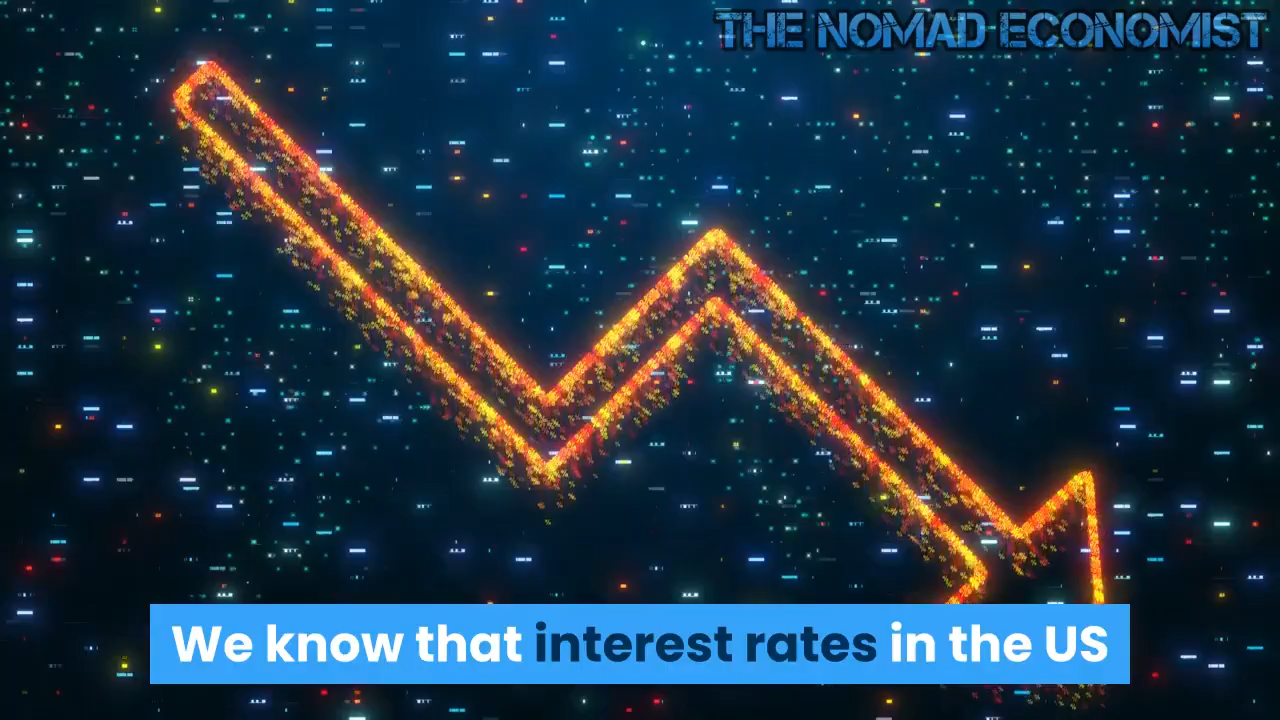 THE NOMAD ECONOMIST
We know that interest rates in the US